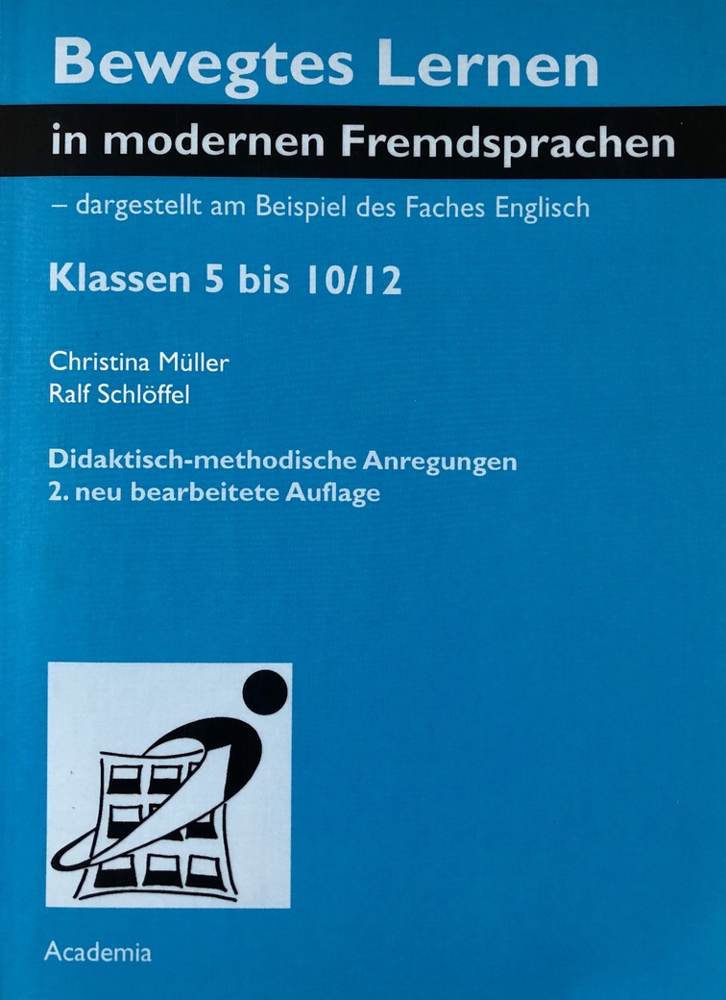 Bewegtes Lernen
in modernen Fremdsprachen
– dargestellt am Beispiel des Faches Englisch
Klassen 5 bis 10/12
Christina Müller
Ralf Schlöffel
Didaktisch-methodische Anregungen
2. neu bearbeitete Auflage
Academia